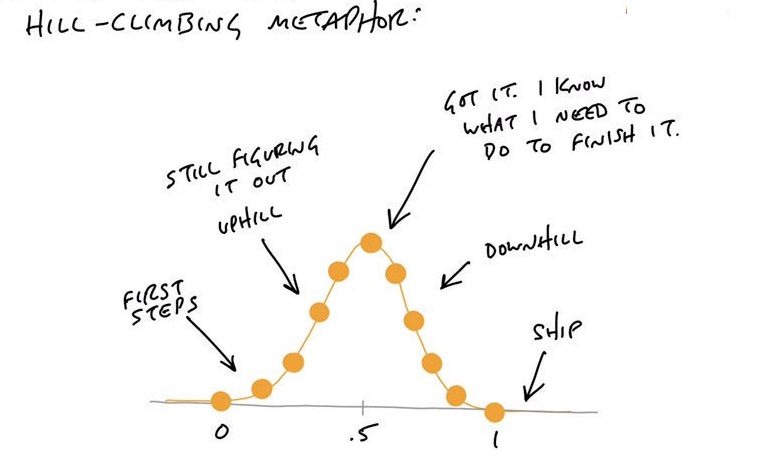 HILL-CLIMBING METAPHOR:
GOT IT. I KNOW
WHAT I NEED TO
DO TO FINISH IT.
STILL FIGURING
IT OUT
UPHILL
DOWNHILL
FIRST
STEPS
SHIP
0
.5
1